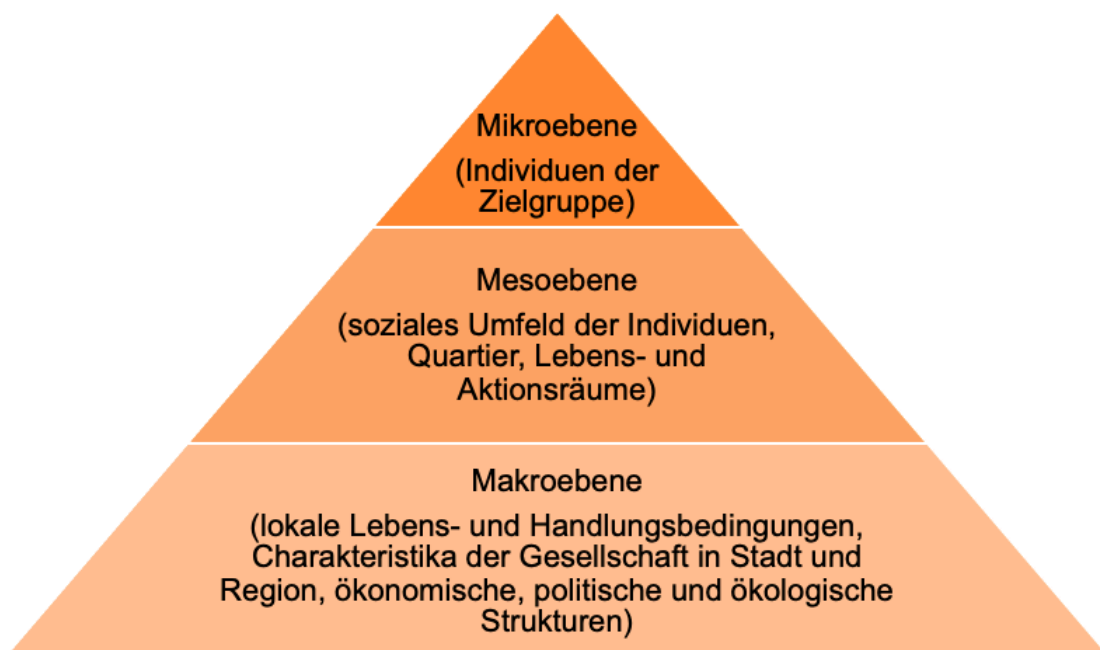 Mikroebene
(Individuen der
Zielgruppe)
Mesoebene
(soziales Umfeld der Individuen,
Quartier, Lebens- und
Aktionsräume)
Makroebene
(lokale Lebens- und Handlungsbedingungen,
Charakteristika der Gesellschaft in Stadt und
Region, ökonomische, politische und ökologische
Strukturen)